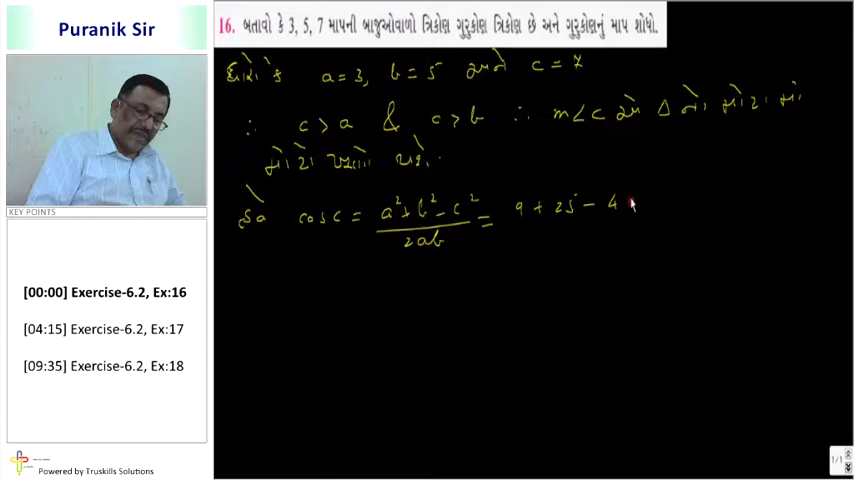 Puranik Sir
16. બતાવો કે 3, 5, 7 માપની બાજુઓવાળો ત્રિકોણ ગુરુકોણ ત્રિકોણ છે અને ગુરુકોણનું માપ શોધો.
ધારો કે a = 3, b = 5 અને c = 7
∴ c > a & c > b ∴ m∠C એ Δ નો મોટા માં
મોટો ખૂણો થશે.
હવે cos c = a² + b² - c² / 2ab = 9 + 25 - 4
KEY POINTS
[00:00] Exercise-6.2, Ex:16
[04:15] Exercise-6.2, Ex:17
[09:35] Exercise-6.2, Ex:18
Powered by Truskills Solutions
1/1